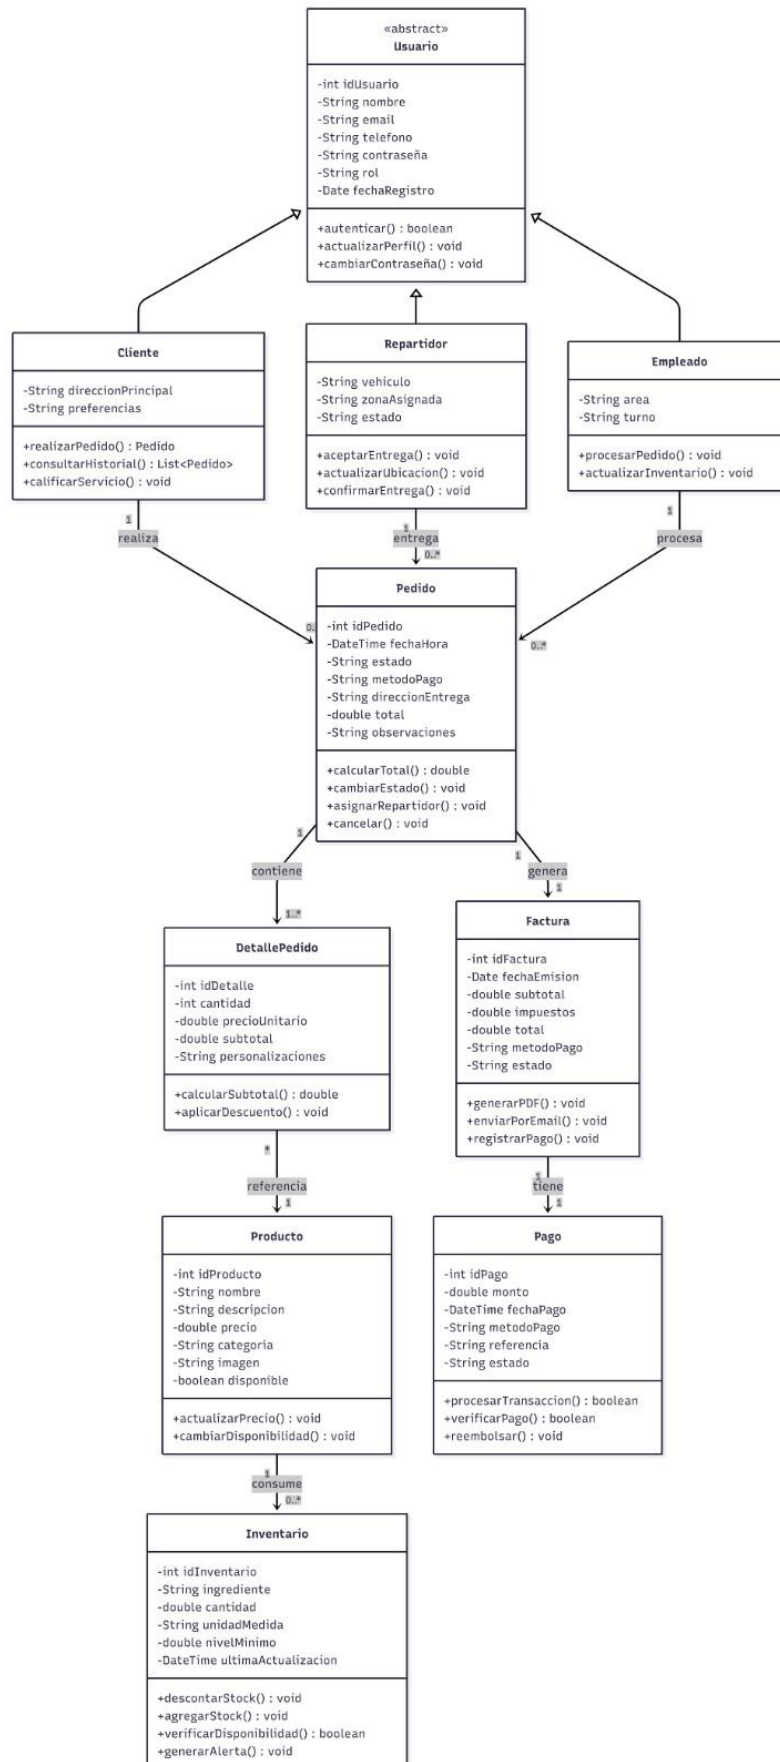 «abstract»
Usuario
-int idUsuario
-String nombre
-String email
-String telefono
-String contraseña
-String rol
-Date fechaRegistro
+autenticar() : boolean
+actualizarPerfil() : void
+cambiarContraseña() : void
Cliente
-String direccionPrincipal
-String preferencias
+realizarPedido() : Pedido
+consultarHistorial() : List<Pedido>
+calificarServicio() : void
Repartidor
-String vehiculo
-String zonaAsignada
-String estado
+aceptarEntrega() : void
+actualizarUbicacion() : void
+confirmarEntrega() : void
Empleado
-String area
-String turno
+procesarPedido() : void
+actualizarInventario() : void
1
realiza
0..
1
entrega
0..*
1
procesa
0..*
Pedido
-int idPedido
-DateTime fechaHora
-String estado
-String metodoPago
-String direccionEntrega
-double total
-String observaciones
+calcularTotal() : double
+cambiarEstado() : void
+asignarRepartidor() : void
+cancelar() : void
1
contiene
1..*
1
genera
1
DetallePedido
-int idDetalle
-int cantidad
-double precioUnitario
-double subtotal
-String personalizaciones
+calcularSubtotal() : double
+aplicarDescuento() : void
Factura
-int idFactura
-Date fechaEmision
-double subtotal
-double impuestos
-double total
-String metodoPago
-String estado
+generarPDF() : void
+enviarPorEmail() : void
+registrarPago() : void
*
referencia
1
1
tiene
1
Producto
-int idProducto
-String nombre
-String descripcion
-double precio
-String categoria
-String imagen
-boolean disponible
+actualizarPrecio() : void
+cambiarDisponibilidad() : void
Pago
-int idPago
-double monto
-DateTime fechaPago
-String metodoPago
-String referencia
-String estado
+procesarTransaccion() : boolean
+verificarPago() : boolean
+reembolsar() : void
1
consume
0..*
Inventario
-int idInventario
-String ingrediente
-double cantidad
-String unidadMedida
-double nivelMinimo
-DateTime ultimaActualizacion
+descontarStock() : void
+agregarStock() : void
+verificarDisponibilidad() : boolean
+generarAlerta() : void